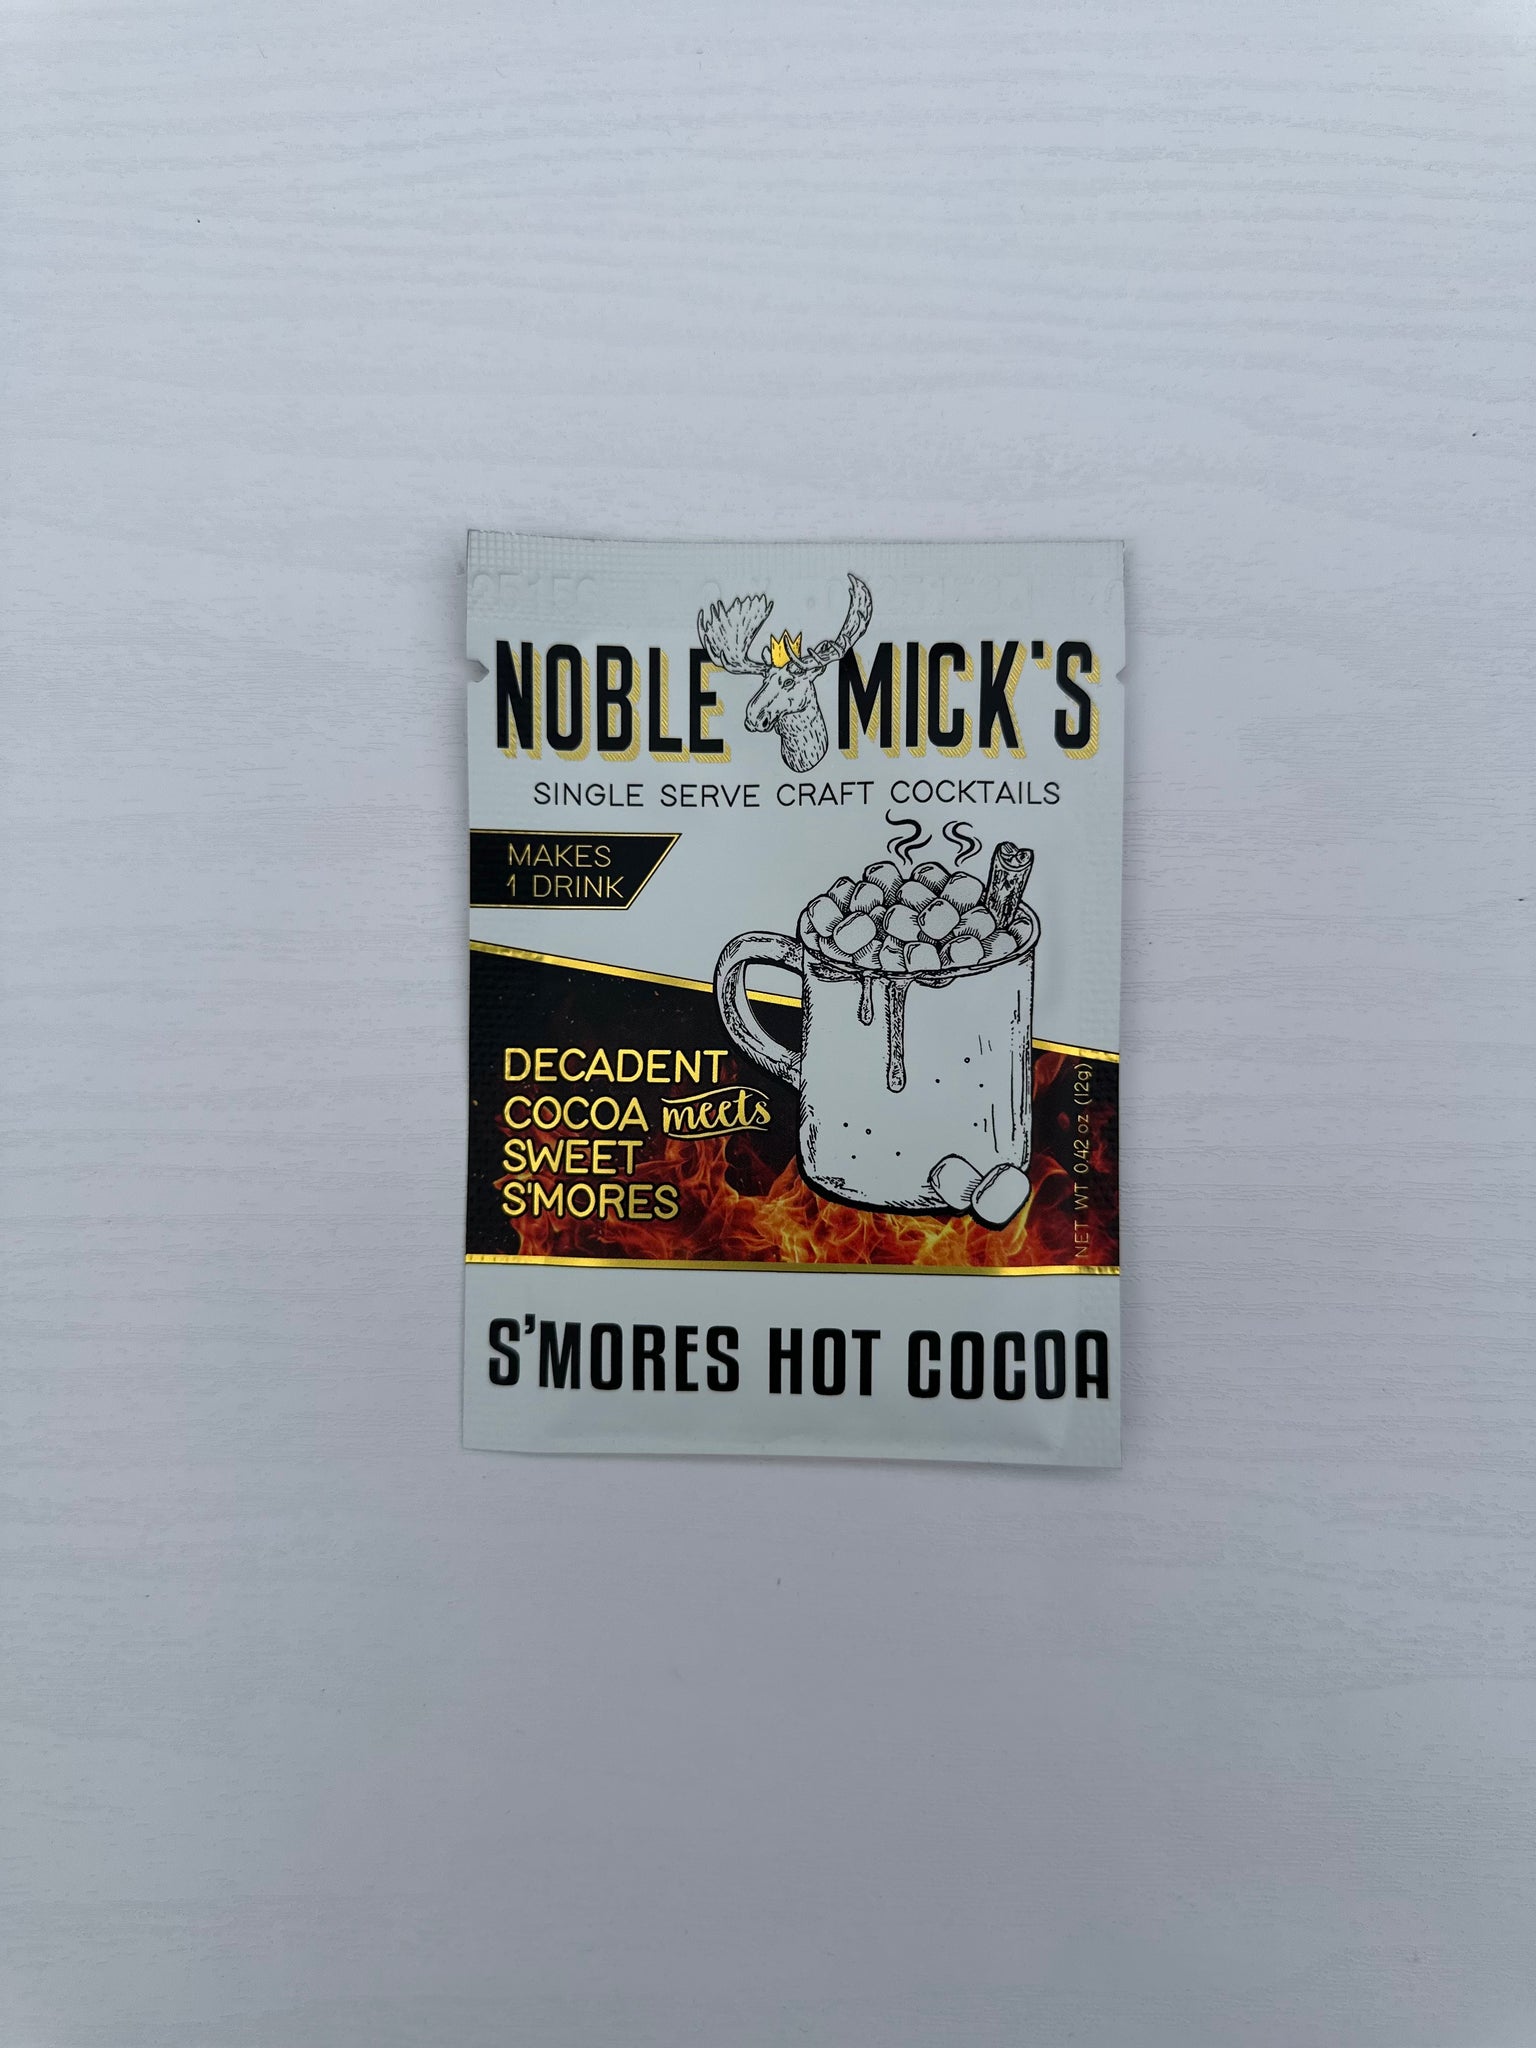 NOBLE MICK'S
SINGLE SERVE CRAFT COCKTAILS
MAKES
1 DRINK
DECADENT
COCOA meets
SWEET
S'MORES
NET WT 0.42 oz (12g)
S'MORES HOT COCOA